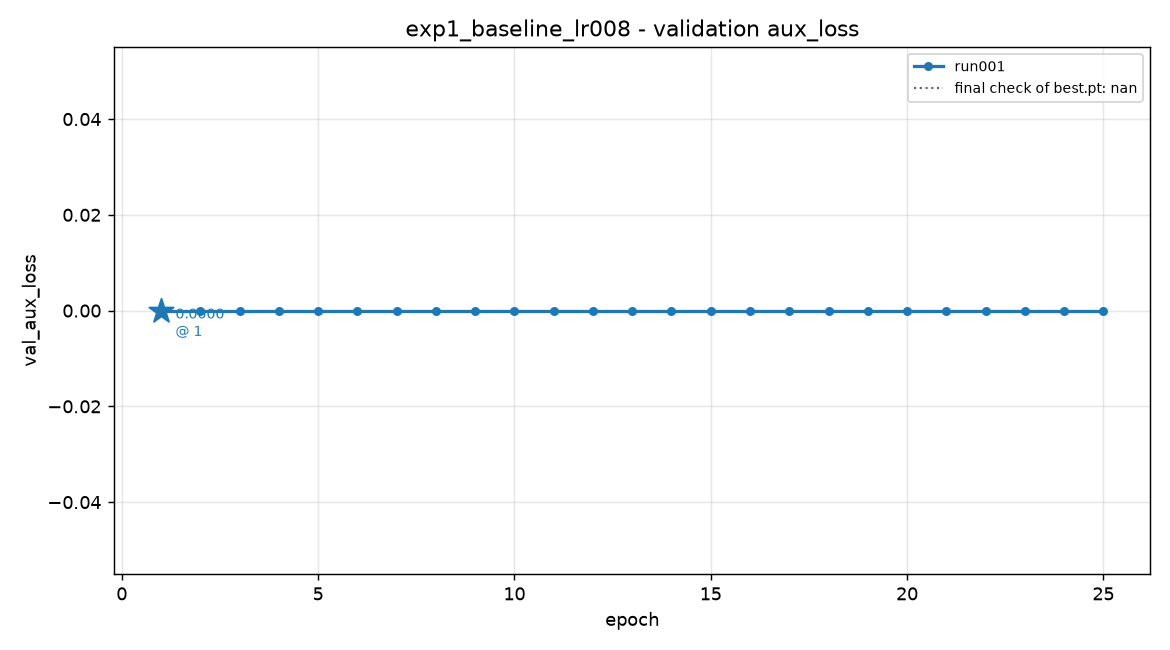 exp1_baseline_lr008 - validation aux_loss
run001
final check of best.pt: nan
val_aux_loss
0.04
0.02
0.00
−0.02
−0.04
0.0000
@ 1
0
5
10
15
20
25
epoch